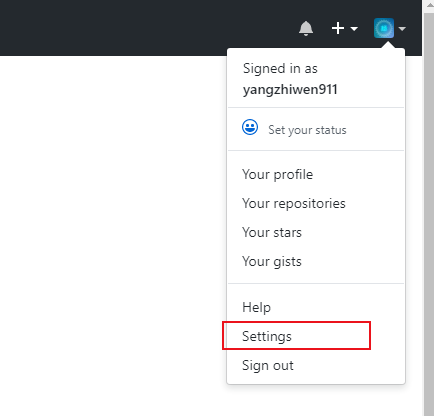 Signed in as
yangzhiwen911
Set your status
Your profile
Your repositories
Your stars
Your gists
Help
Settings
Sign out